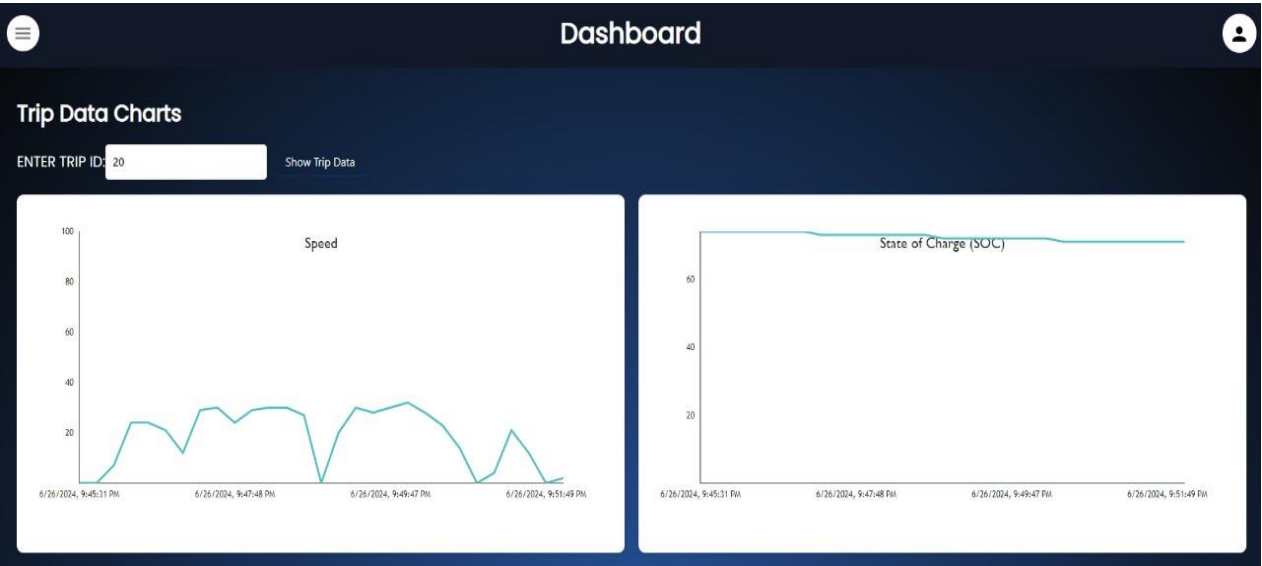 Dashboard
Trip Data Charts
ENTER TRIP ID: 20 Show Trip Data
Speed
100
80
60
40
20
6/26/2024, 9:45:31 PM 6/26/2024, 9:47:48 PM 6/26/2024, 9:49:47 PM 6/26/2024, 9:51:49 PM
State of Charge (SOC)
60
40
20
6/26/2024, 9:45:31 PM 6/26/2024, 9:47:48 PM 6/26/2024, 9:49:47 PM 6/26/2024, 9:51:49 PM